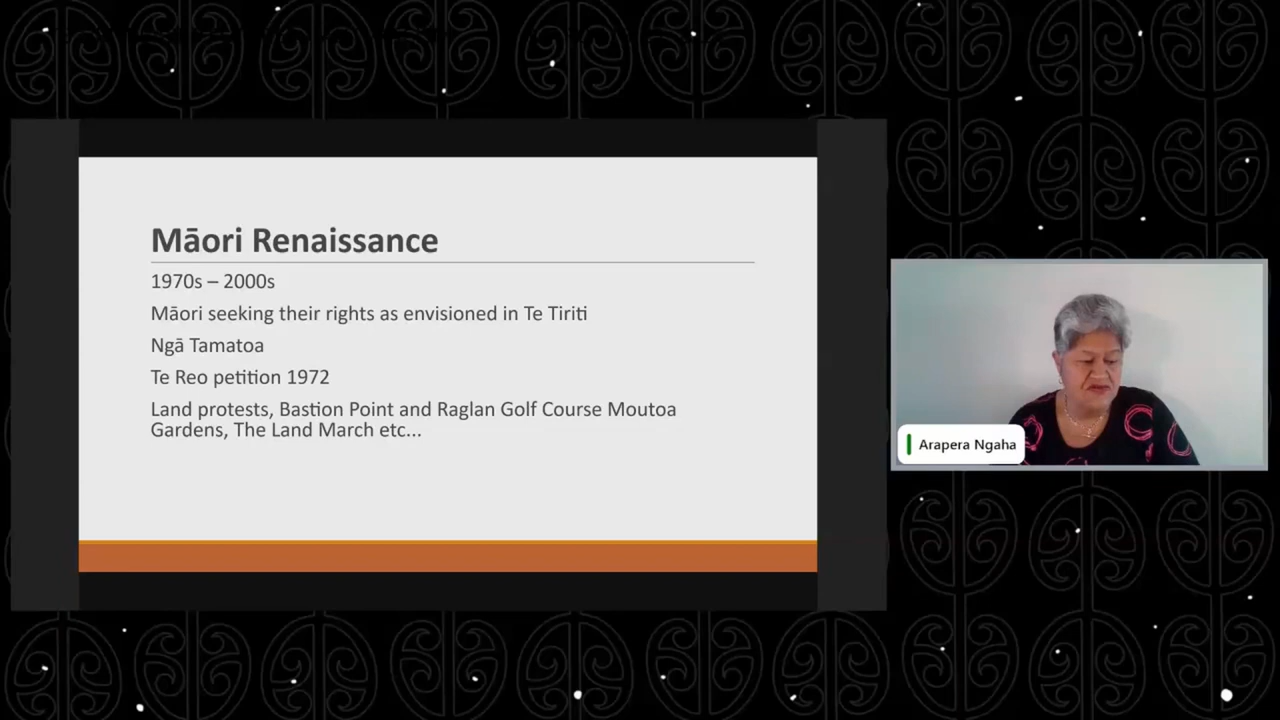 Māori Renaissance
1970s – 2000s
Māori seeking their rights as envisioned in Te Tiriti
Ngā Tamatoa
Te Reo petition 1972
Land protests, Bastion Point and Raglan Golf Course Moutoa
Gardens, The Land March etc...
Arapera Ngaha